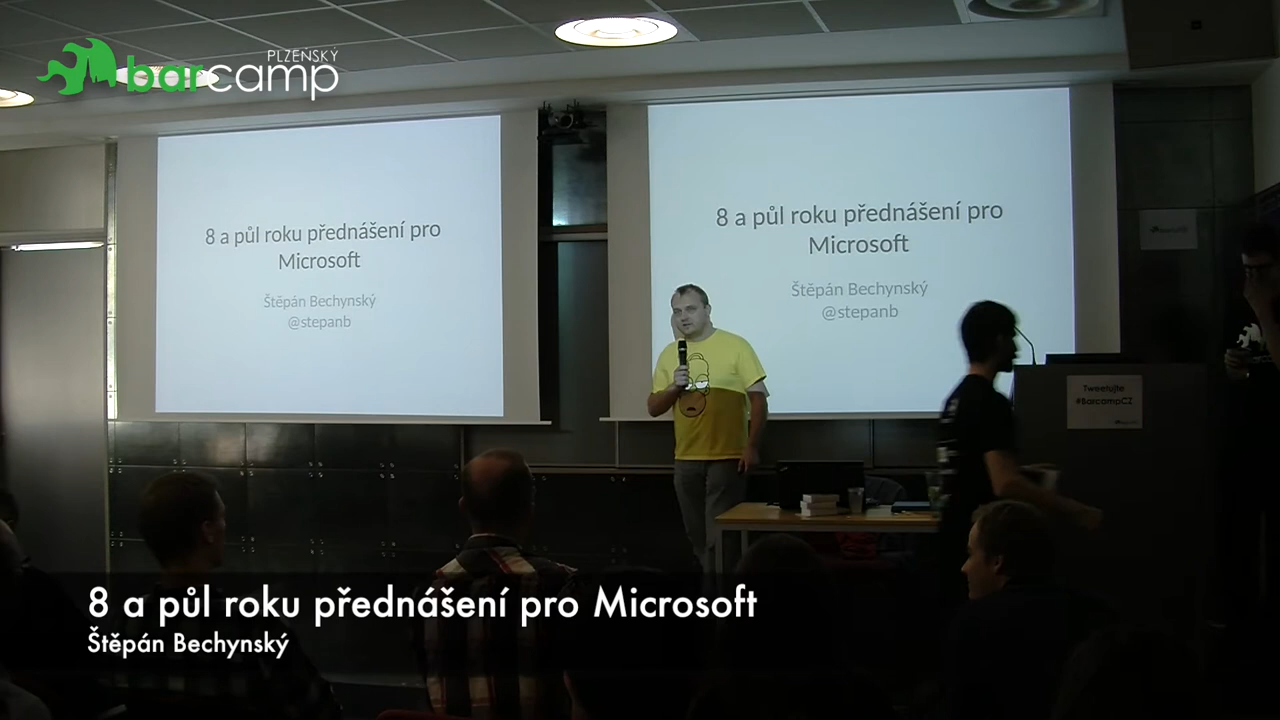 PLZEŇSKÝ
barcamp
8 a půl roku přednášení pro
Microsoft
Štěpán Bechynský
@stepanb
8 a půl roku přednášení pro
Microsoft
Štěpán Bechynský
@stepanb
Tweetujte
#BarcampCZ
8 a půl roku přednášení pro Microsoft
Štěpán Bechynský